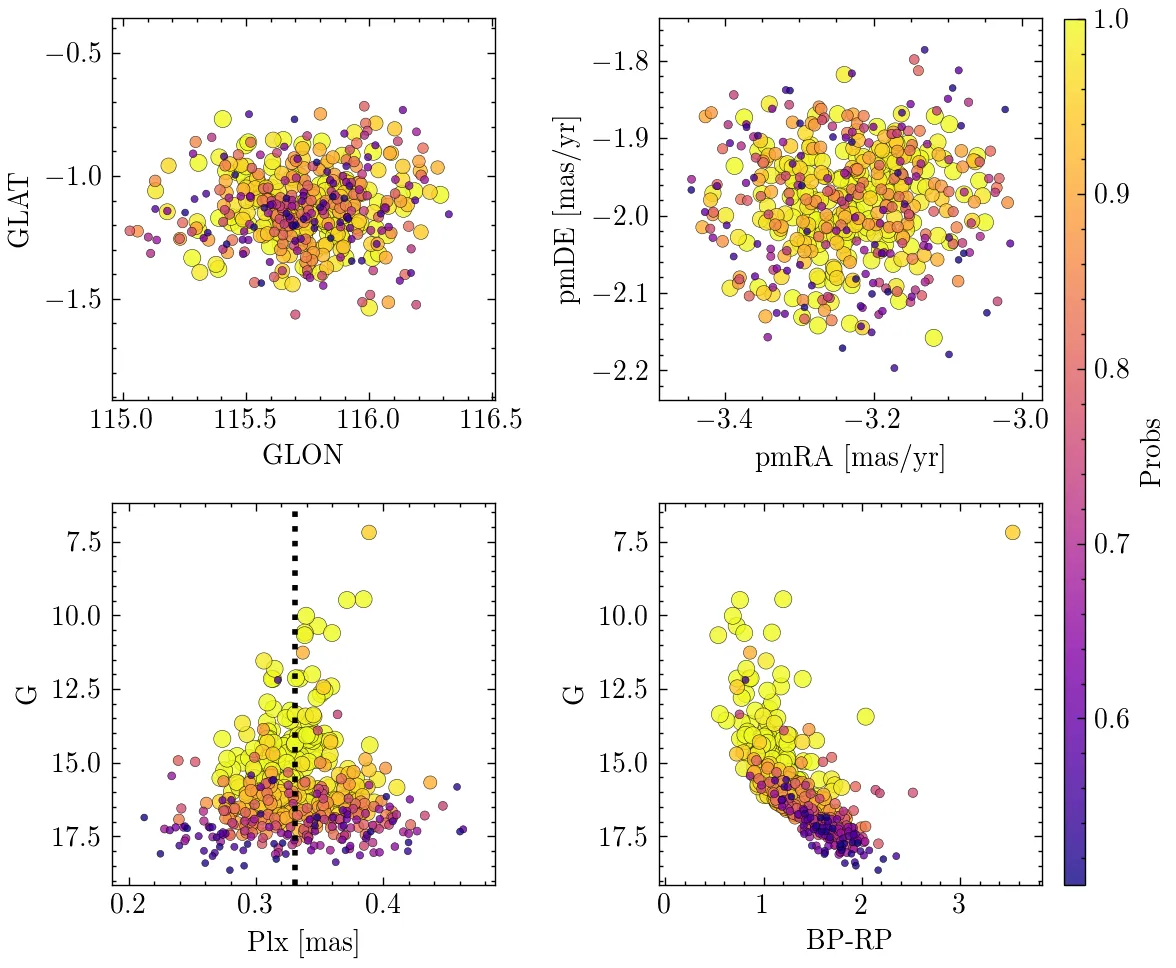 −0.5
−1.0
−1.5
GLAT
115.0 115.5 116.0 116.5
GLON
−1.8
−1.9
−2.0
−2.1
−2.2
pmDE [mas/yr]
−3.4 −3.2 −3.0
pmRA [mas/yr]
7.5
10.0
12.5
15.0
17.5
G
0.2 0.3 0.4
Plx [mas]
7.5
10.0
12.5
15.0
17.5
G
0 1 2 3
BP-RP
1.0
0.9
0.8
0.7
0.6
Probs